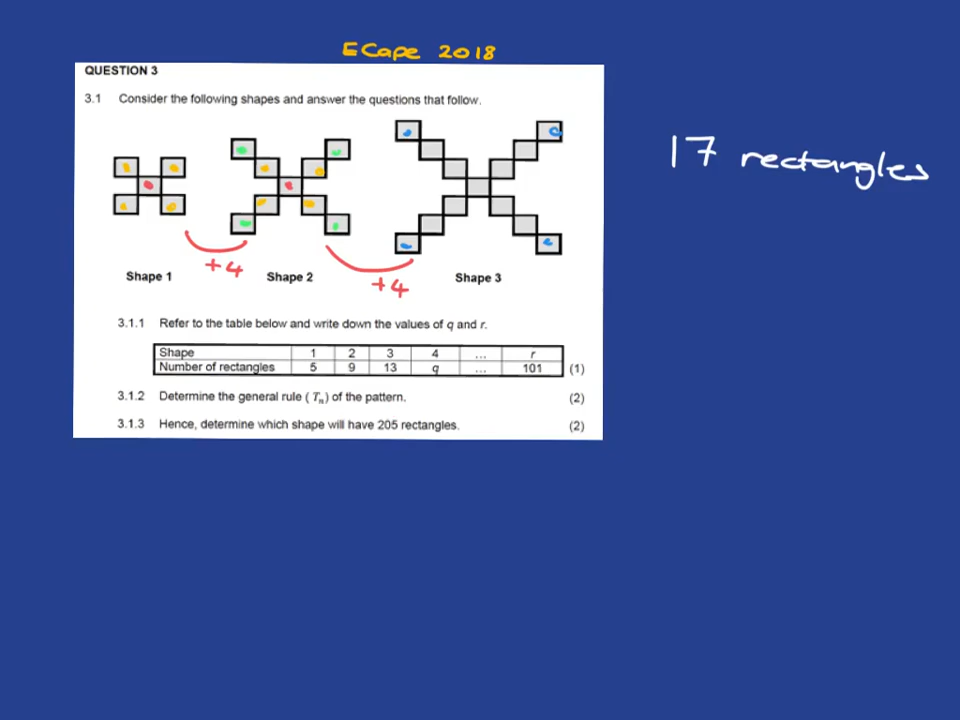 ECape 2018
QUESTION 3
3.1 Consider the following shapes and answer the questions that follow.
17 rectangles
+4
+4
Shape 1 Shape 2 Shape 3
3.1.1 Refer to the table below and write down the values of q and r.
Shape 1 2 3 4 ... r
Number of rectangles 5 9 13 q ... 101 (1)
3.1.2 Determine the general rule ( Tₙ ) of the pattern. (2)
3.1.3 Hence, determine which shape will have 205 rectangles. (2)